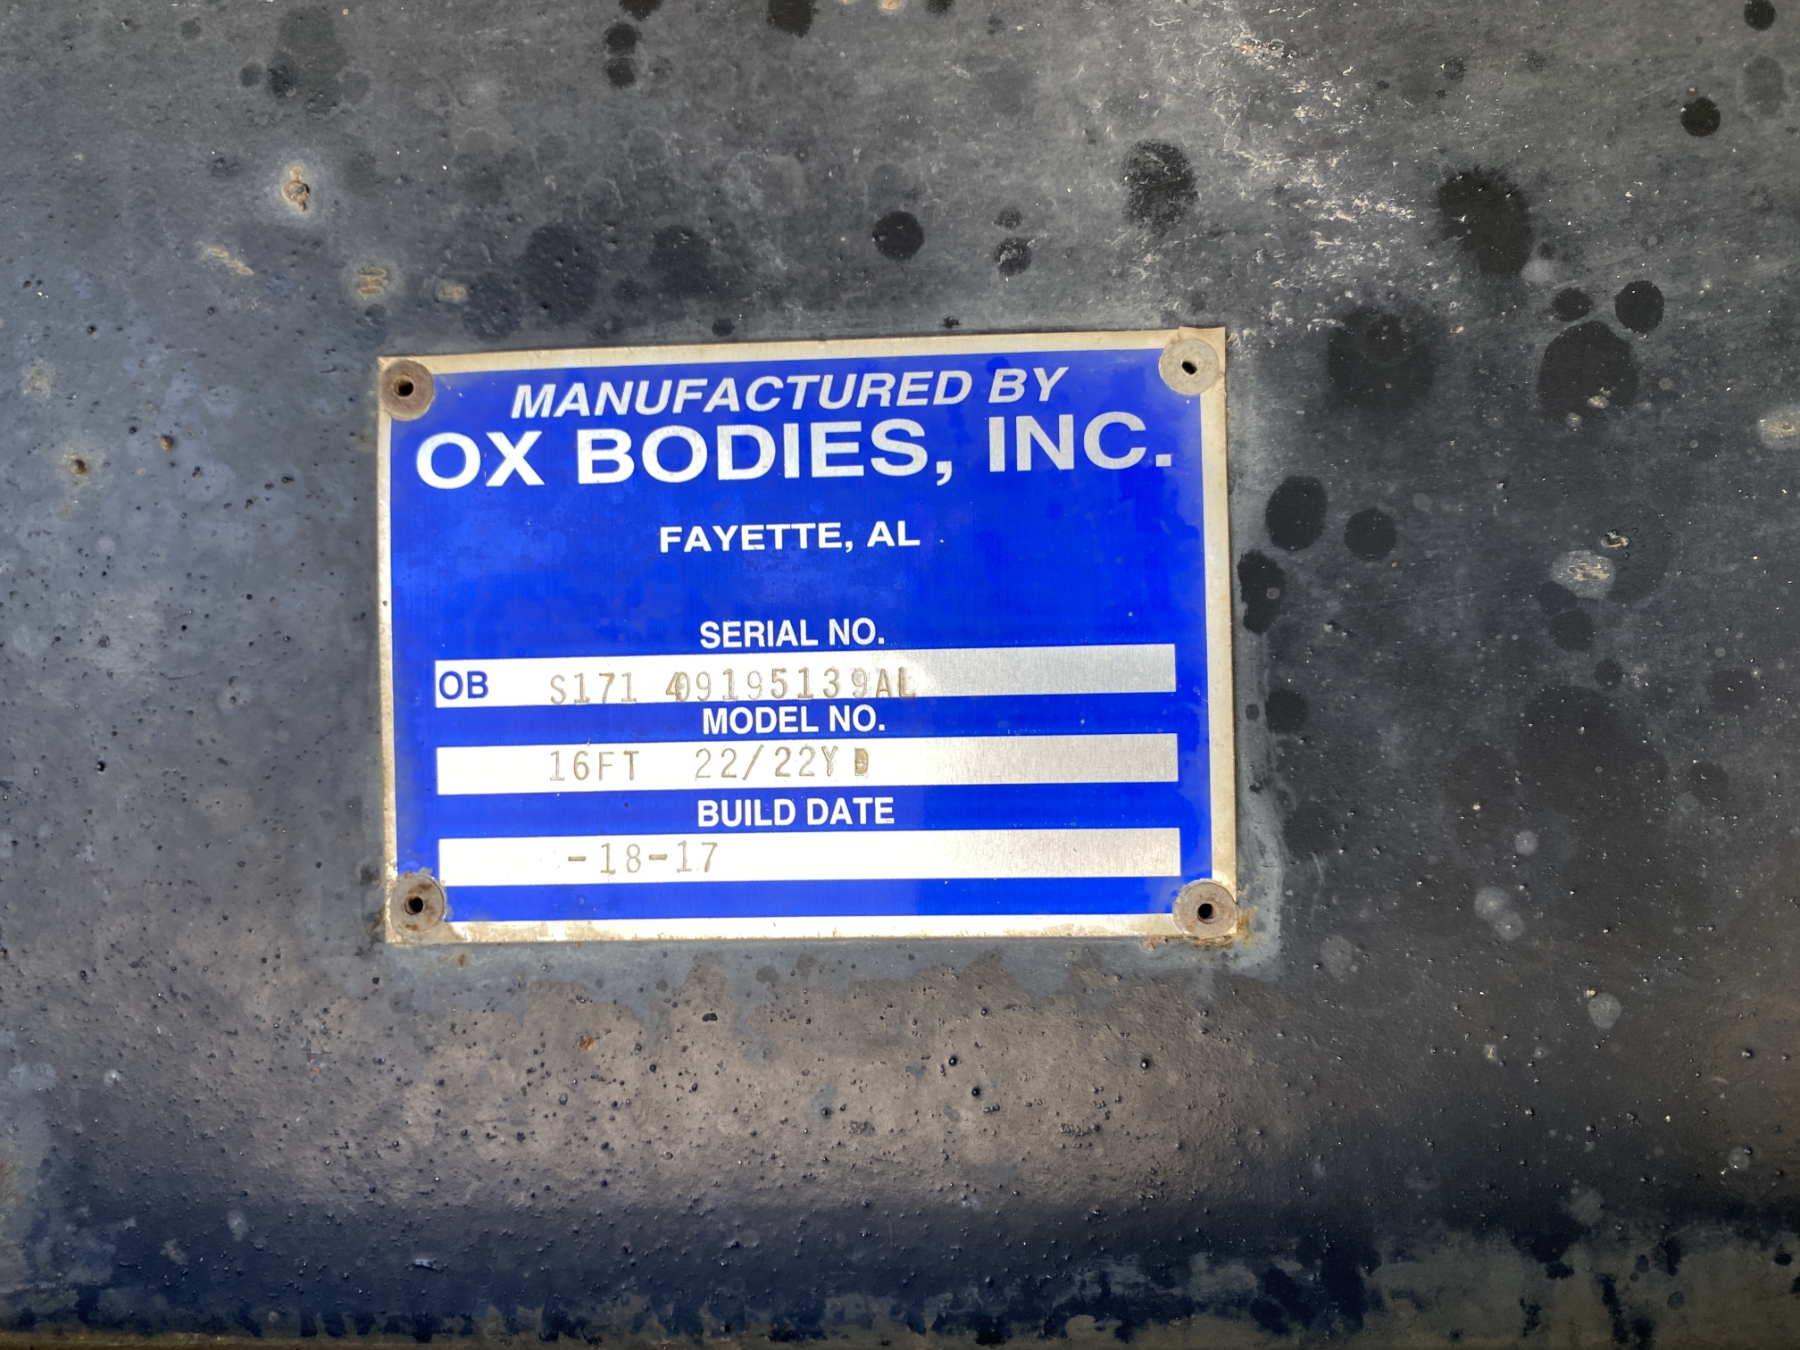 MANUFACTURED BY
OX BODIES, INC.
FAYETTE, AL
SERIAL NO.
OB S171 409195139AL
MODEL NO.
16FT 22/22YD
BUILD DATE
-18-17